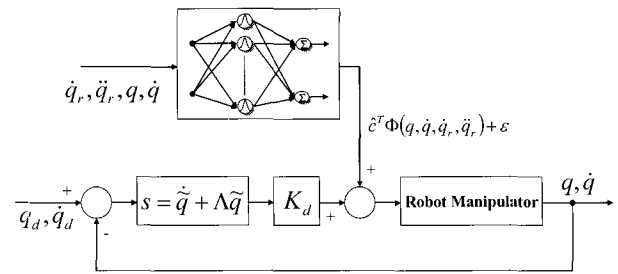 Σ
Σ
q̇_r, q̈_r, q, q̇
ĉ^T Φ(q, q̇, q̇_r, q̈_r) + ε
+
+
q_d, q̇_d
-
s = q̃̇ + Λq̃
K_d
+
Robot Manipulator
q, q̇